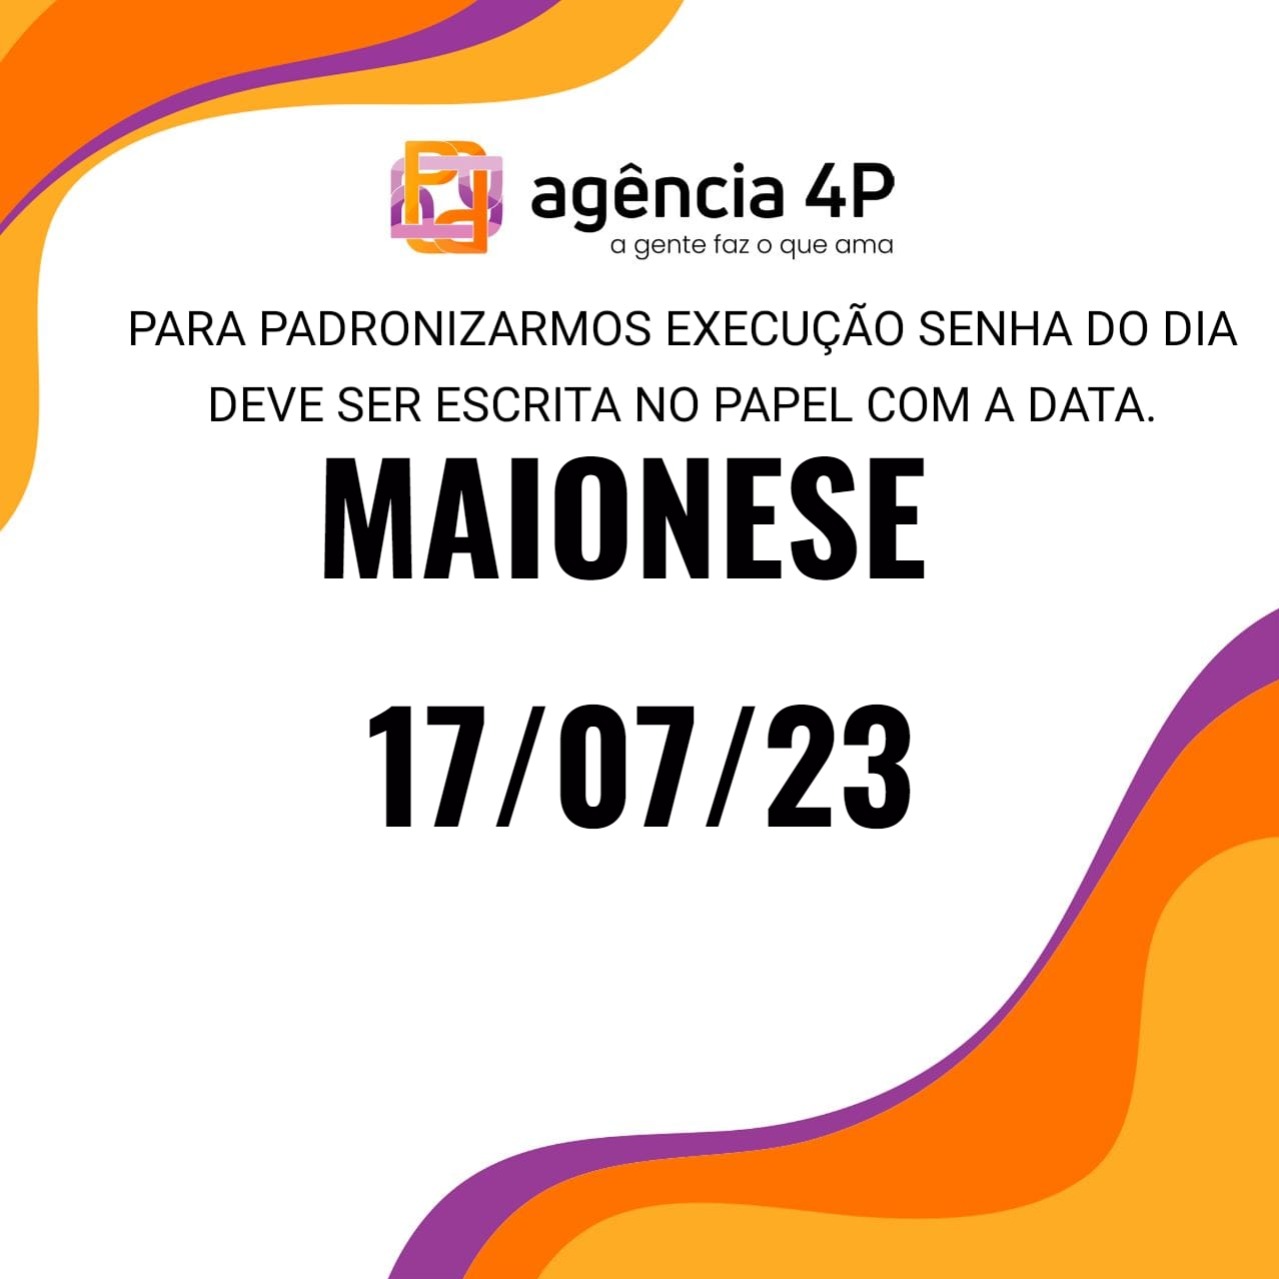 agência 4P
a gente faz o que ama
PARA PADRONIZARMOS EXECUÇÃO SENHA DO DIA
DEVE SER ESCRITA NO PAPEL COM A DATA.
MAIONESE
17/07/23